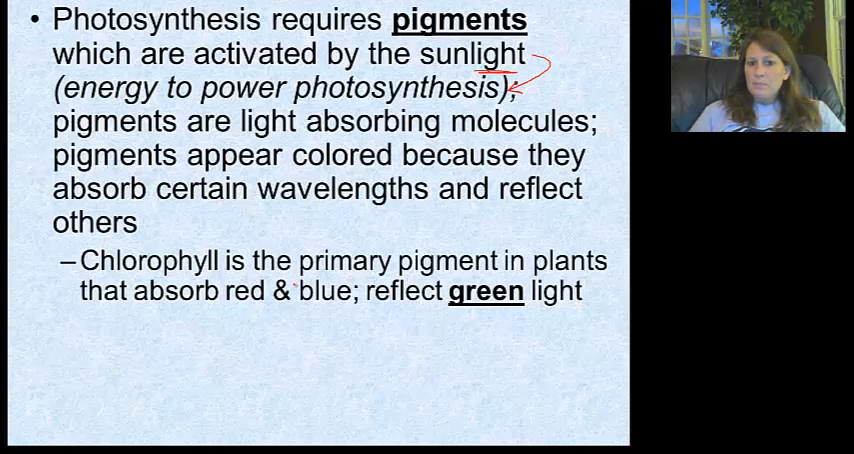 • Photosynthesis requires pigments
which are activated by the sunlight
(energy to power photosynthesis);
pigments are light absorbing molecules;
pigments appear colored because they
absorb certain wavelengths and reflect
others
–Chlorophyll is the primary pigment in plants
that absorb red & blue; reflect green light